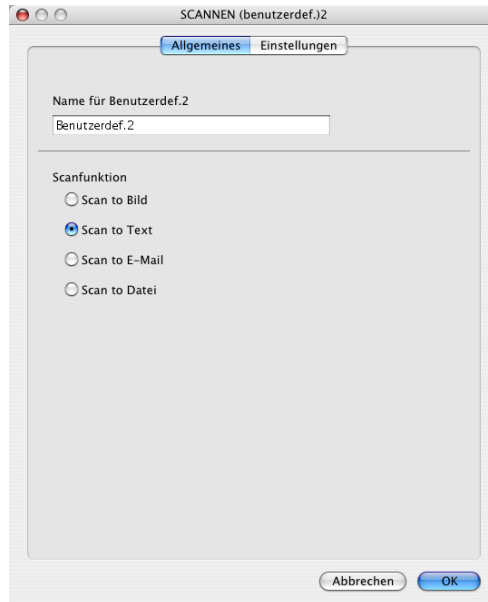 SCANNEN (benutzerdef.)2
Allgemeines Einstellungen
Name für Benutzerdef.2
Benutzerdef.2
Scanfunktion
Scan to Bild
Scan to Text
Scan to E-Mail
Scan to Datei
Abbrechen OK